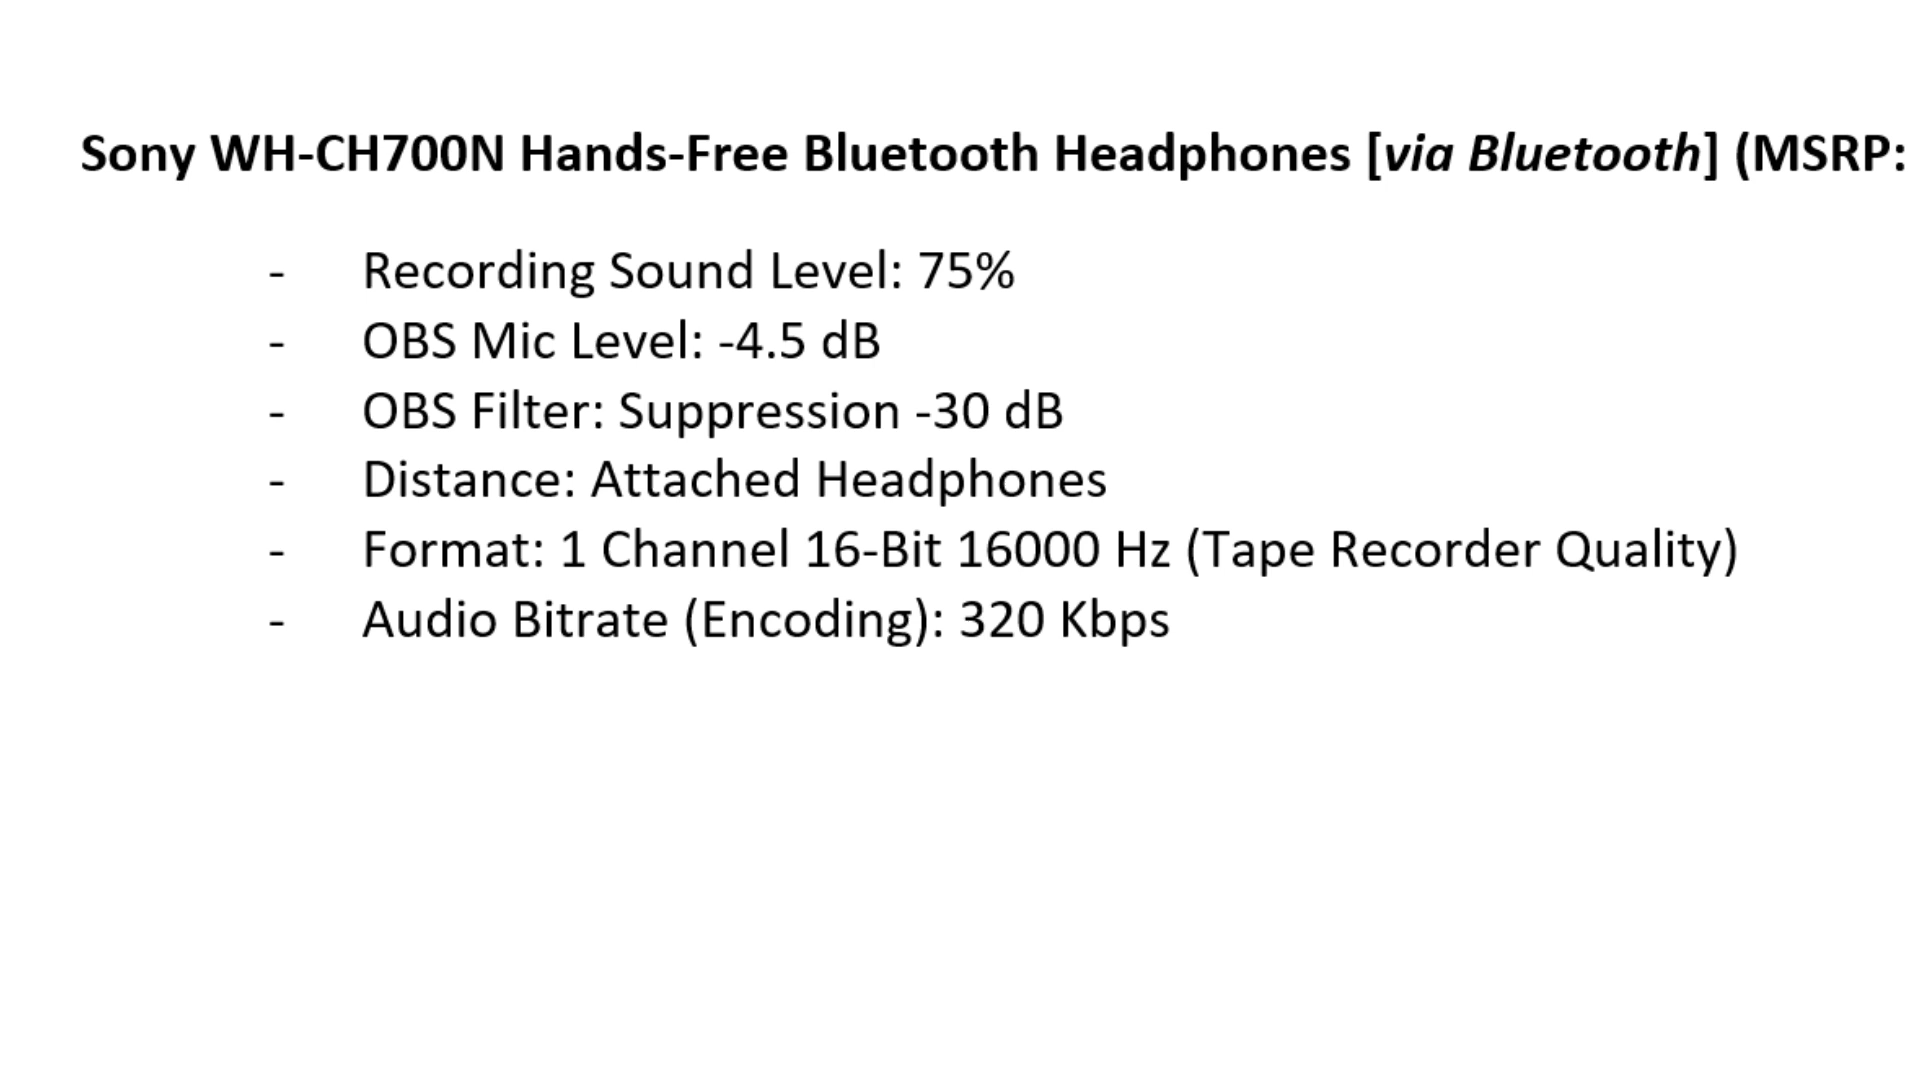 Sony WH-CH700N Hands-Free Bluetooth Headphones [via Bluetooth] (MSRP:
- Recording Sound Level: 75%
- OBS Mic Level: -4.5 dB
- OBS Filter: Suppression -30 dB
- Distance: Attached Headphones
- Format: 1 Channel 16-Bit 16000 Hz (Tape Recorder Quality)
- Audio Bitrate (Encoding): 320 Kbps